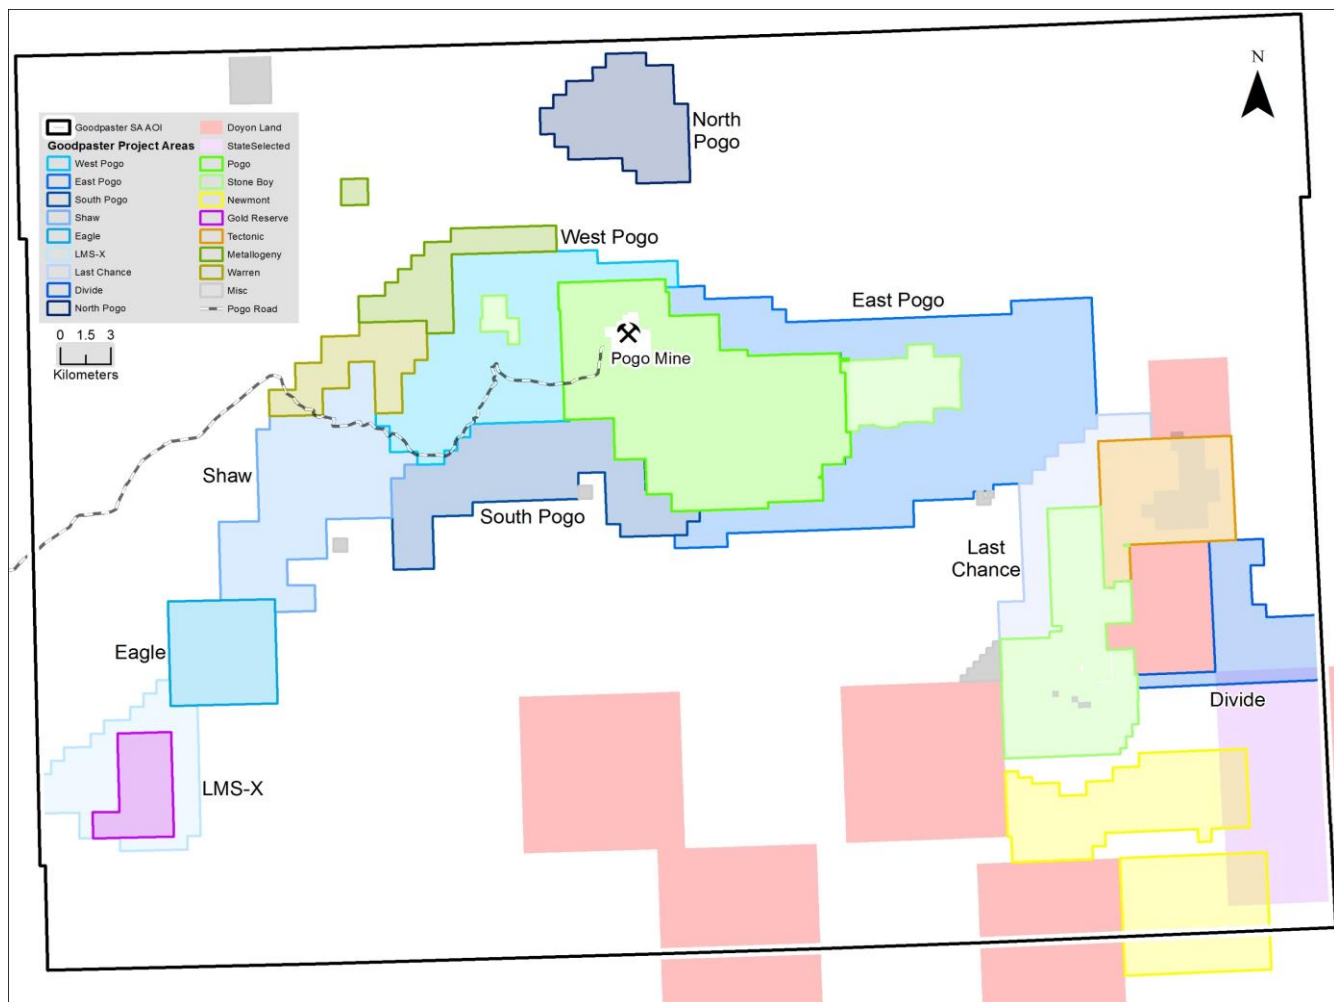 N
North
Pogo
Goodpaster SA AOI
Goodpaster Project Areas
West Pogo
East Pogo
South Pogo
Shaw
Eagle
LMS-X
Last Chance
Divide
North Pogo
Doyon Land
StateSelected
Pogo
Stone Boy
Newmont
Gold Reserve
Tectonic
Metallogeny
Warren
Misc
Pogo Road
0 1.5 3
Kilometers
West Pogo
East Pogo
Pogo Mine
Shaw
South Pogo
Last
Chance
Eagle
Divide
LMS-X